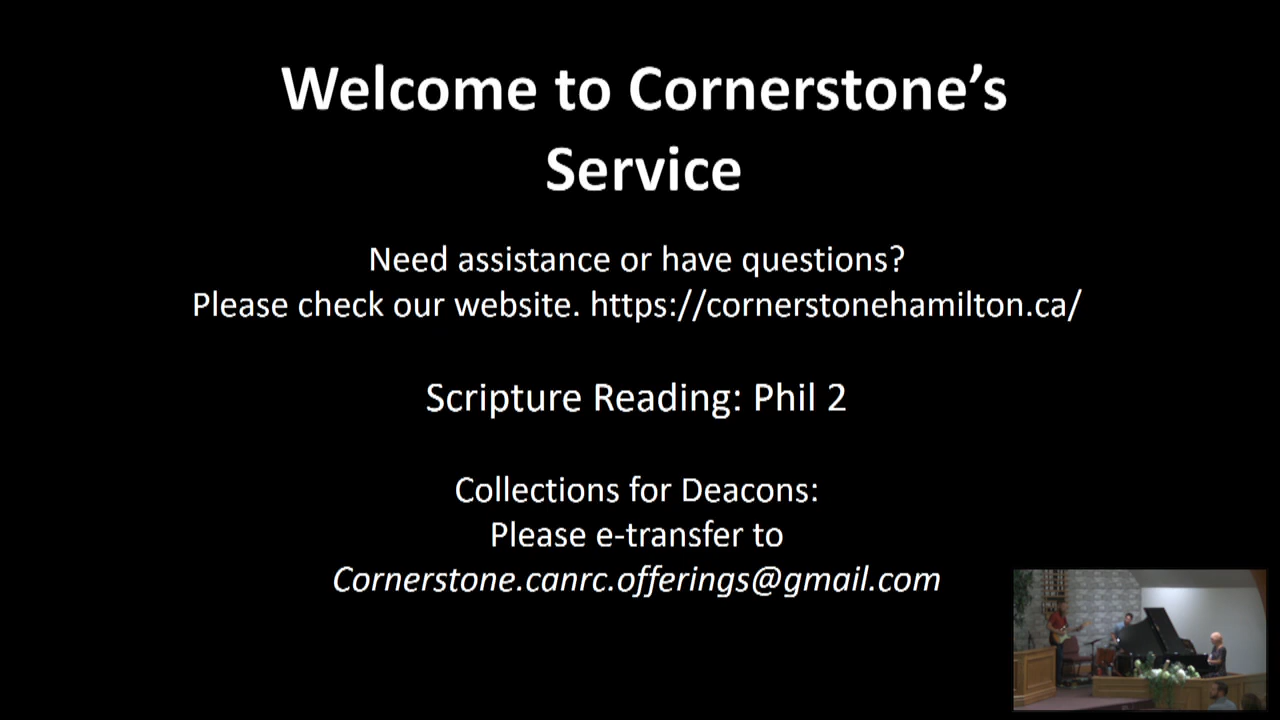 Welcome to Cornerstone’s
Service
Need assistance or have questions?
Please check our website. https://cornerstonehamilton.ca/
Scripture Reading: Phil 2
Collections for Deacons:
Please e-transfer to
Cornerstone.canrc.offerings@gmail.com